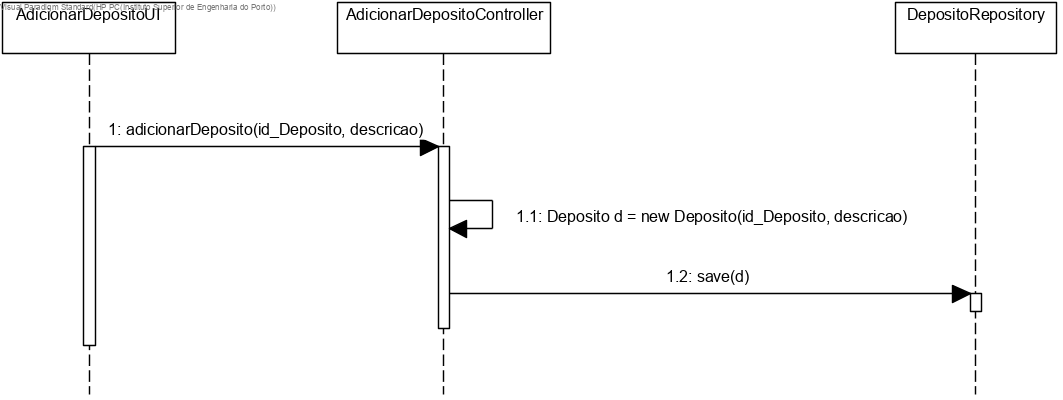 Visual Paradigm Standard(HP PC(Instituto Superior de Engenharia do Porto))
AdicionarDepositoUI
AdicionarDepositoController
DepositoRepository
1: adicionarDeposito(id_Deposito, descricao)
1.1: Deposito d = new Deposito(id_Deposito, descricao)
1.2: save(d)